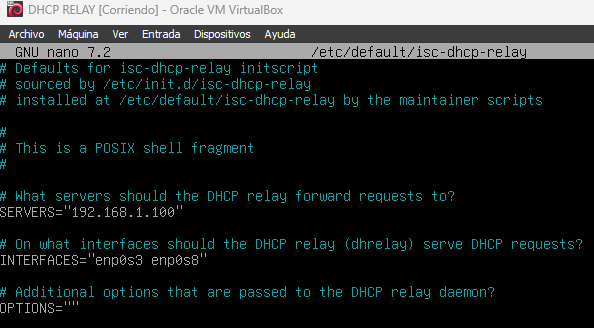 DHCP RELAY [Corriendo] - Oracle VM VirtualBox
Archivo Máquina Ver Entrada Dispositivos Ayuda
GNU nano 7.2 /etc/default/isc-dhcp-relay
# Defaults for isc-dhcp-relay initscript
# sourced by /etc/init.d/isc-dhcp-relay
# installed at /etc/default/isc-dhcp-relay by the maintainer scripts
#
# This is a POSIX shell fragment
#
# What servers should the DHCP relay forward requests to?
SERVERS="192.168.1.100"
# On what interfaces should the DHCP relay (dhrelay) serve DHCP requests?
INTERFACES="enp0s3 enp0s8"
# Additional options that are passed to the DHCP relay daemon?
OPTIONS=""